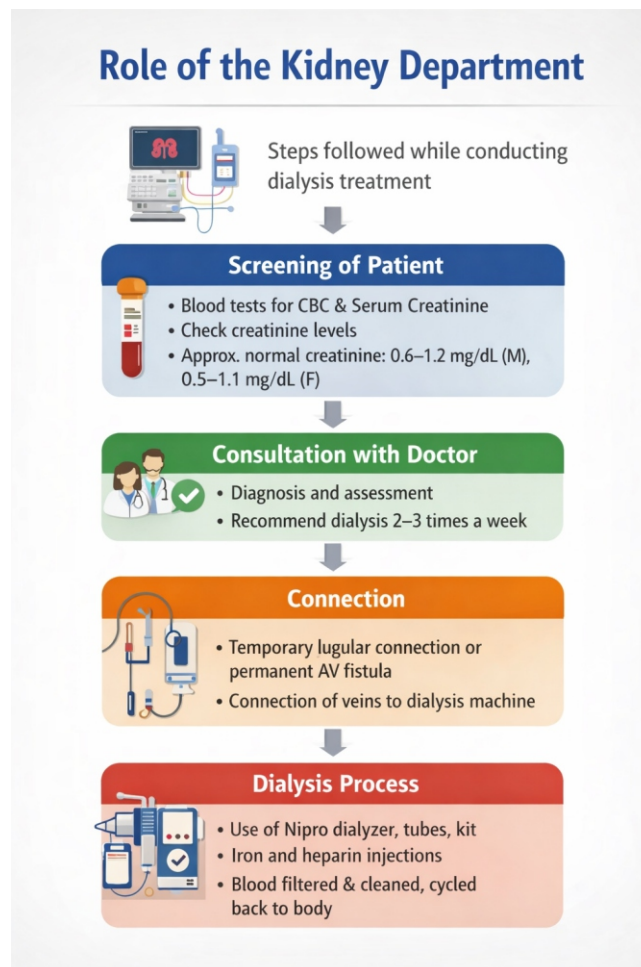 Role of the Kidney Department
Steps followed while conducting
dialysis treatment
Screening of Patient
• Blood tests for CBC & Serum Creatinine
• Check creatinine levels
• Approx. normal creatinine: 0.6–1.2 mg/dL (M),
0.5–1.1 mg/dL (F)
Consultation with Doctor
• Diagnosis and assessment
• Recommend dialysis 2–3 times a week
Connection
• Temporary lugular connection or
permanent AV fistula
• Connection of veins to dialysis machine
Dialysis Process
• Use of Nipro dialyzer, tubes, kit
• Iron and heparin injections
• Blood filtered & cleaned, cycled
back to body